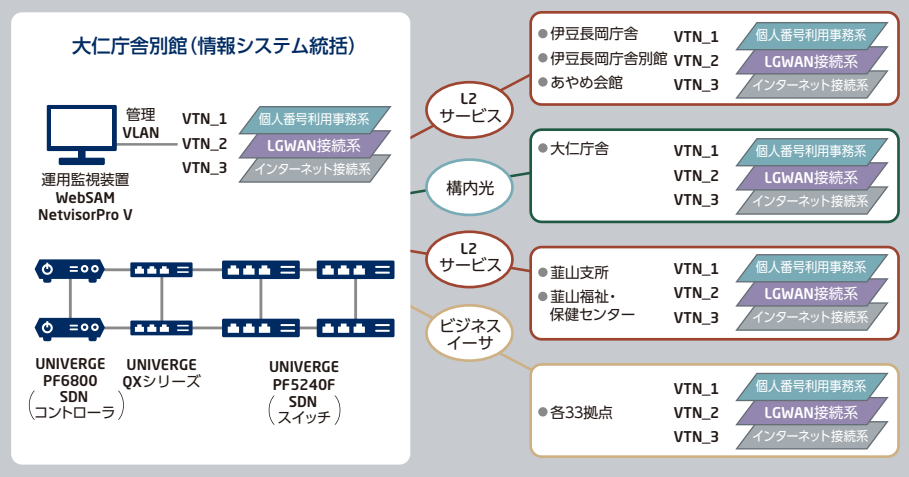 大仁庁舎別館(情報システム統括)
管理
VLAN
VTN_1
個人番号利用事務系
VTN_2
LGWAN接続系
VTN_3
インターネット接続系
運用監視装置
WebSAM
NetvisorPro V
UNIVERGE
PF6800
SDN
(コントローラ)
UNIVERGE
QXシリーズ
UNIVERGE
PF5240F
SDN
(スイッチ)
L2
サービス
構内光
L2
サービス
ビジネス
イーサ
●伊豆長岡庁舎
●伊豆長岡庁舎別館
●あやめ会館
VTN_1
個人番号利用事務系
VTN_2
LGWAN接続系
VTN_3
インターネット接続系
●大仁庁舎
VTN_1
個人番号利用事務系
VTN_2
LGWAN接続系
VTN_3
インターネット接続系
●韮山支所
●韮山福祉・
保健センター
VTN_1
個人番号利用事務系
VTN_2
LGWAN接続系
VTN_3
インターネット接続系
●各33拠点
VTN_1
個人番号利用事務系
VTN_2
LGWAN接続系
VTN_3
インターネット接続系